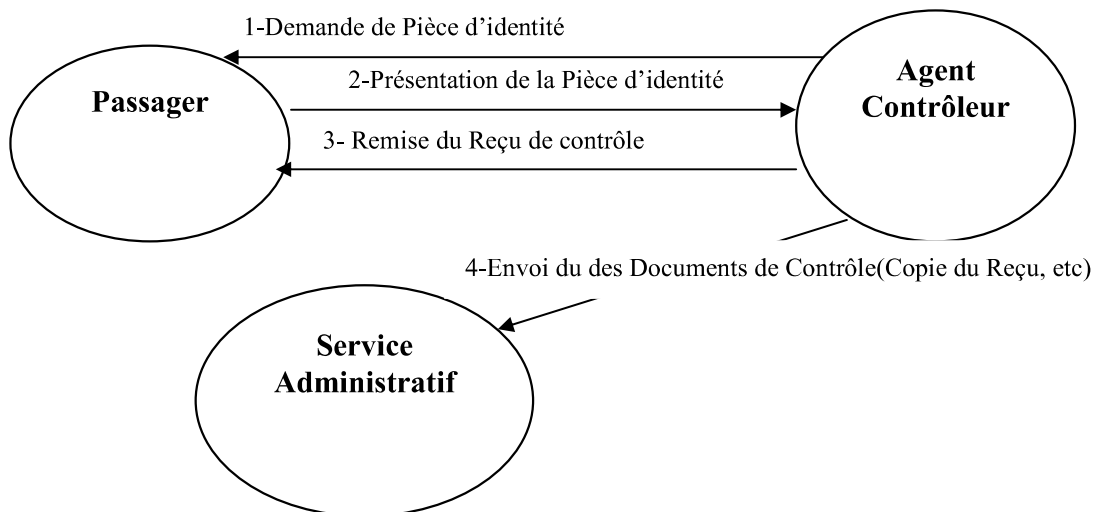 1-Demande de Pièce d’identité
Passager
2-Présentation de la Pièce d’identité
Agent
Contrôleur
3- Remise du Reçu de contrôle
4-Envoi du des Documents de Contrôle(Copie du Reçu, etc)
Service
Administratif